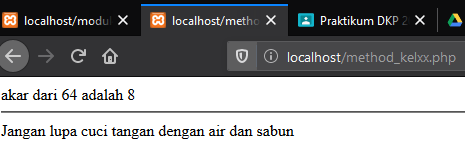 localhost/modul
localhost/metho
Praktikum DKP 2
localhost/method_kelxx.php
akar dari 64 adalah 8
Jangan lupa cuci tangan dengan air dan sabun